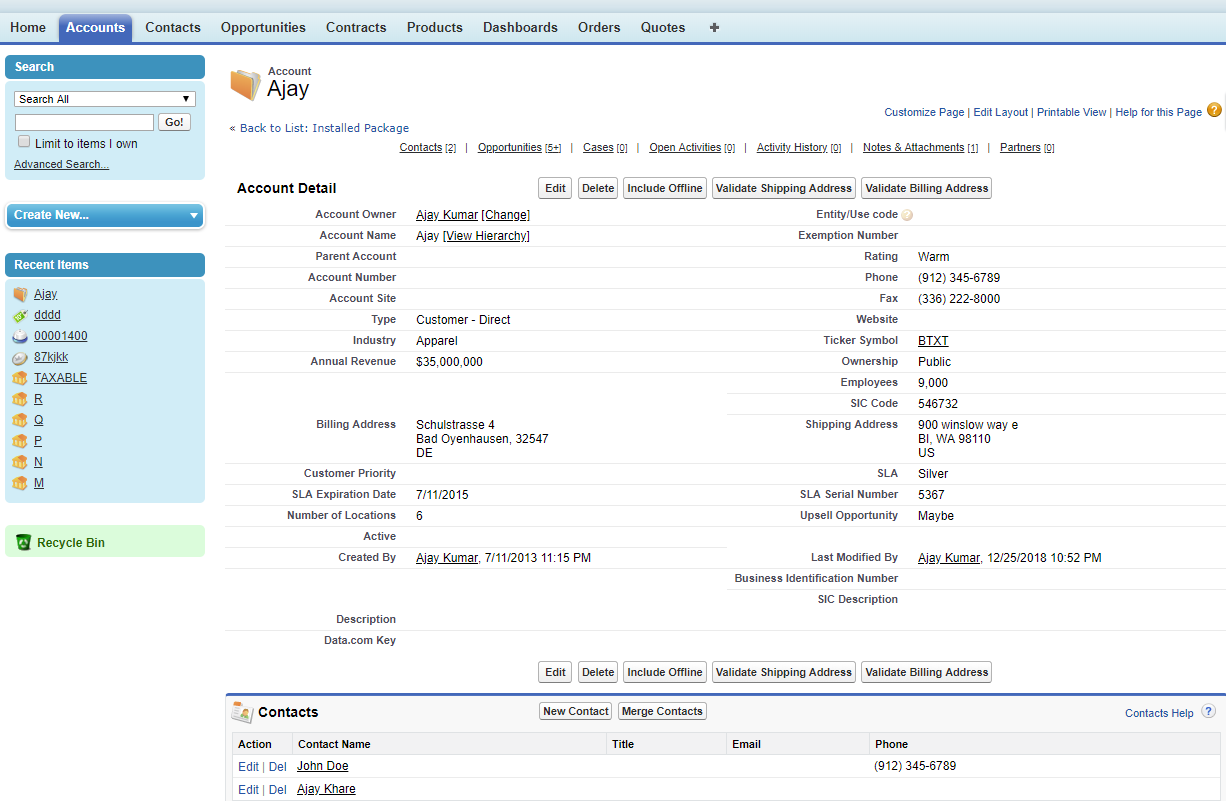 Home Accounts Contacts Opportunities Contracts Products Dashboards Orders Quotes +
Search
Search All
Go!
Limit to items I own
Advanced Search...
Create New...
Recent Items
Ajay
dddd
00001400
87kjkk
TAXABLE
R
Q
P
N
M
Recycle Bin
Account
Ajay
Customize Page | Edit Layout | Printable View | Help for this Page ?
« Back to List: Installed Package
Contacts [2] | Opportunities [5+] | Cases [0] | Open Activities [0] | Activity History [0] | Notes & Attachments [1] | Partners [0]
Account Detail Edit Delete Include Offline Validate Shipping Address Validate Billing Address
Account Owner Ajay Kumar [Change] Entity/Use code ?
Account Name Ajay [View Hierarchy] Exemption Number
Parent Account Rating Warm
Account Number Phone (912) 345-6789
Account Site Fax (336) 222-8000
Type Customer - Direct Website
Industry Apparel Ticker Symbol BTXT
Annual Revenue $35,000,000 Ownership Public
Employees 9,000
SIC Code 546732
Billing Address Schulstrasse 4 Shipping Address 900 winslow way e
Bad Oyenhausen, 32547 BI, WA 98110
DE US
Customer Priority SLA Silver
SLA Expiration Date 7/11/2015 SLA Serial Number 5367
Number of Locations 6 Upsell Opportunity Maybe
Active
Created By Ajay Kumar, 7/11/2013 11:15 PM Last Modified By Ajay Kumar, 12/25/2018 10:52 PM
Business Identification Number
SIC Description
Description
Data.com Key
Edit Delete Include Offline Validate Shipping Address Validate Billing Address
Contacts New Contact Merge Contacts Contacts Help ?
Action Contact Name Title Email Phone
Edit | Del John Doe (912) 345-6789
Edit | Del Ajay Khare